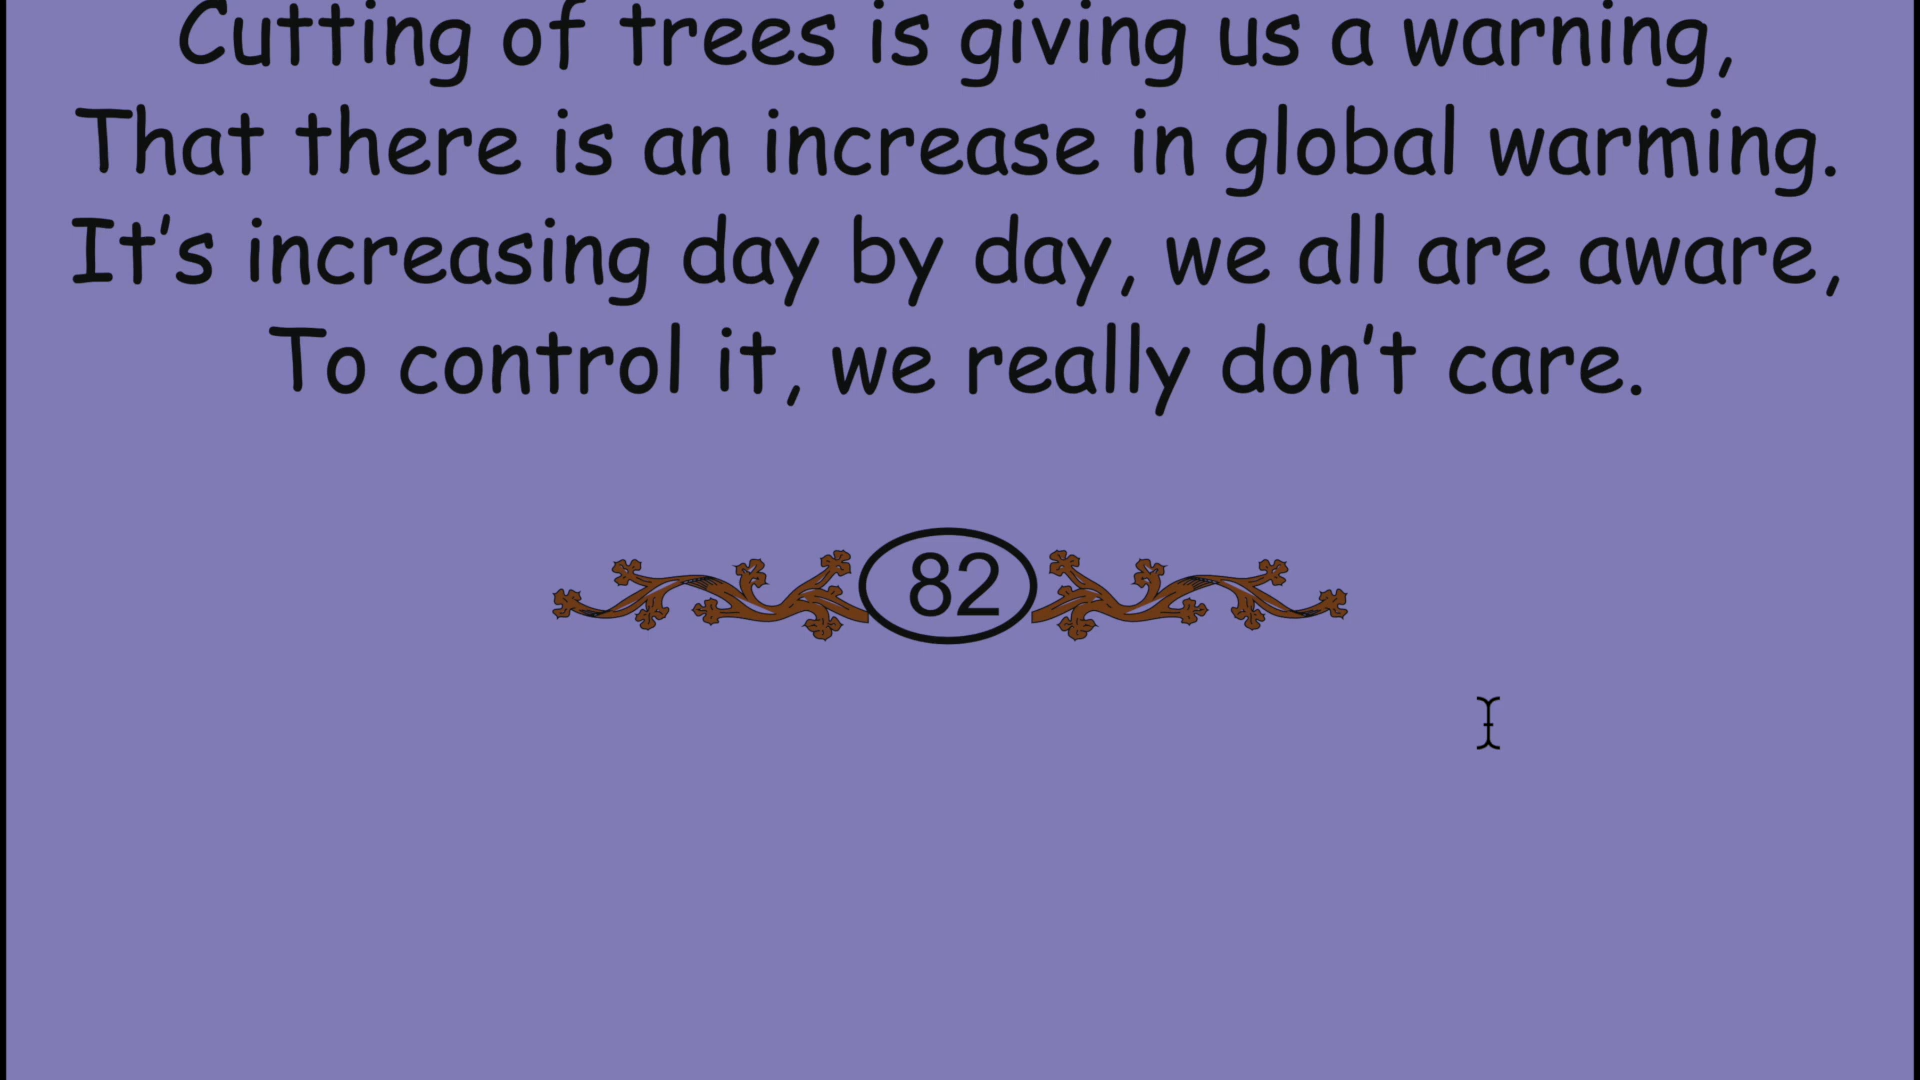 Cutting of trees is giving us a warning,
That there is an increase in global warming.
It’s increasing day by day, we all are aware,
To control it, we really don’t care.
82